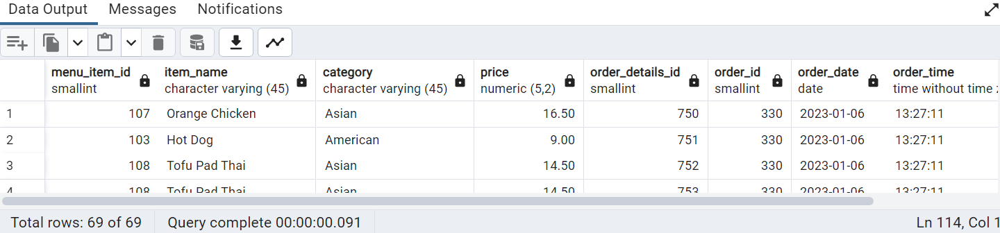 Data Output Messages Notifications
menu_item_id item_name category price order_details_id order_id order_date order_time
smallint character varying (45) character varying (45) numeric (5,2) smallint smallint date time without time
1 107 Orange Chicken Asian 16.50 750 330 2023-01-06 13:27:11
2 103 Hot Dog American 9.00 751 330 2023-01-06 13:27:11
3 108 Tofu Pad Thai Asian 14.50 752 330 2023-01-06 13:27:11
4 108 Tofu Pad Thai Asian 14.50 753 330 2023-01-06 13:27:11
Total rows: 69 of 69 Query complete 00:00:00.091 Ln 114, Col 1